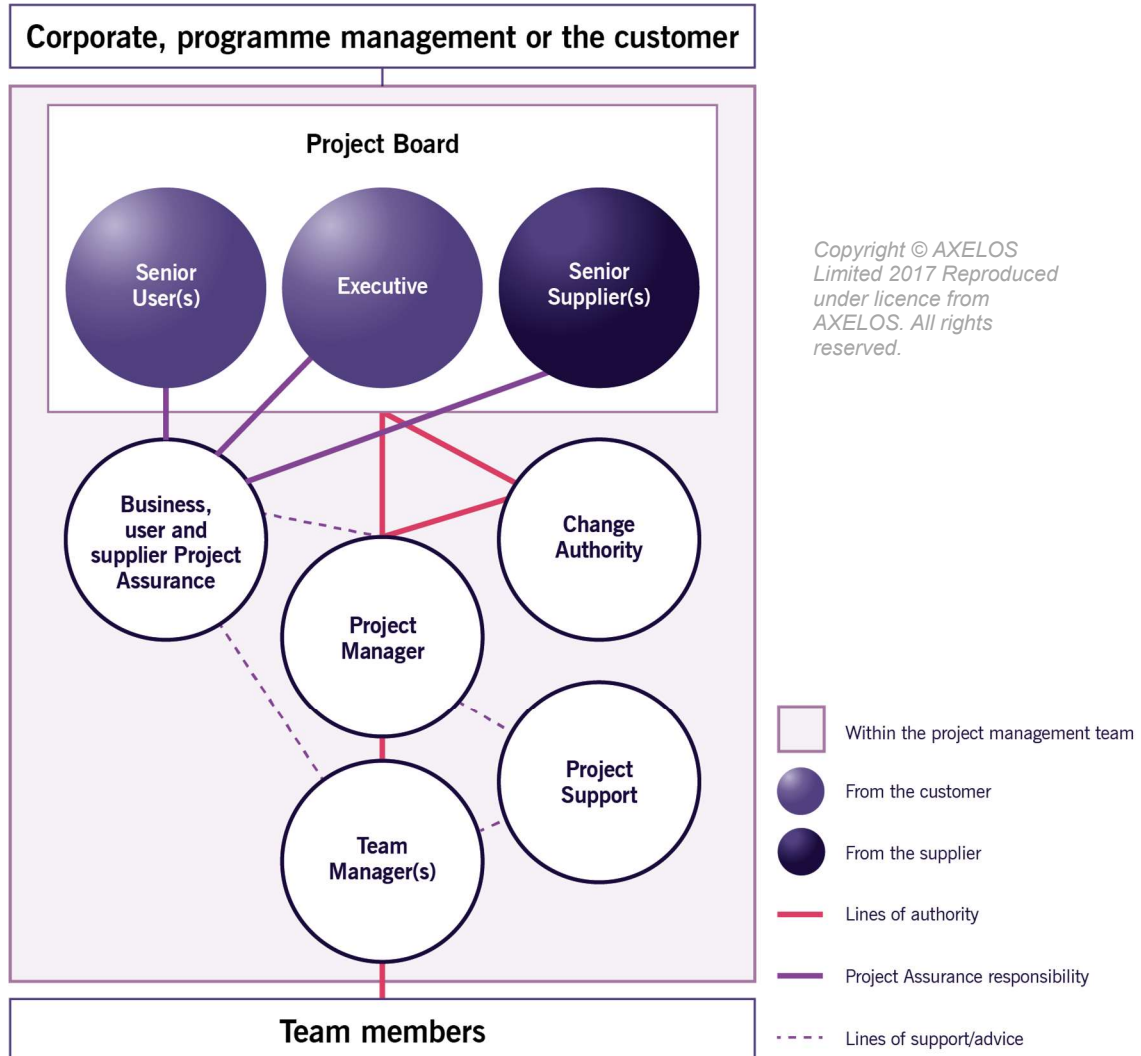 Corporate, programme management or the customer
Project Board
Senior
User(s)
Executive
Senior
Supplier(s)
Copyright © AXELOS
Limited 2017 Reproduced
under licence from
AXELOS. All rights
reserved.
Business,
user and
supplier Project
Assurance
Change
Authority
Project
Manager
Project
Support
Team
Manager(s)
Team members
Within the project management team
From the customer
From the supplier
Lines of authority
Project Assurance responsibility
Lines of support/advice